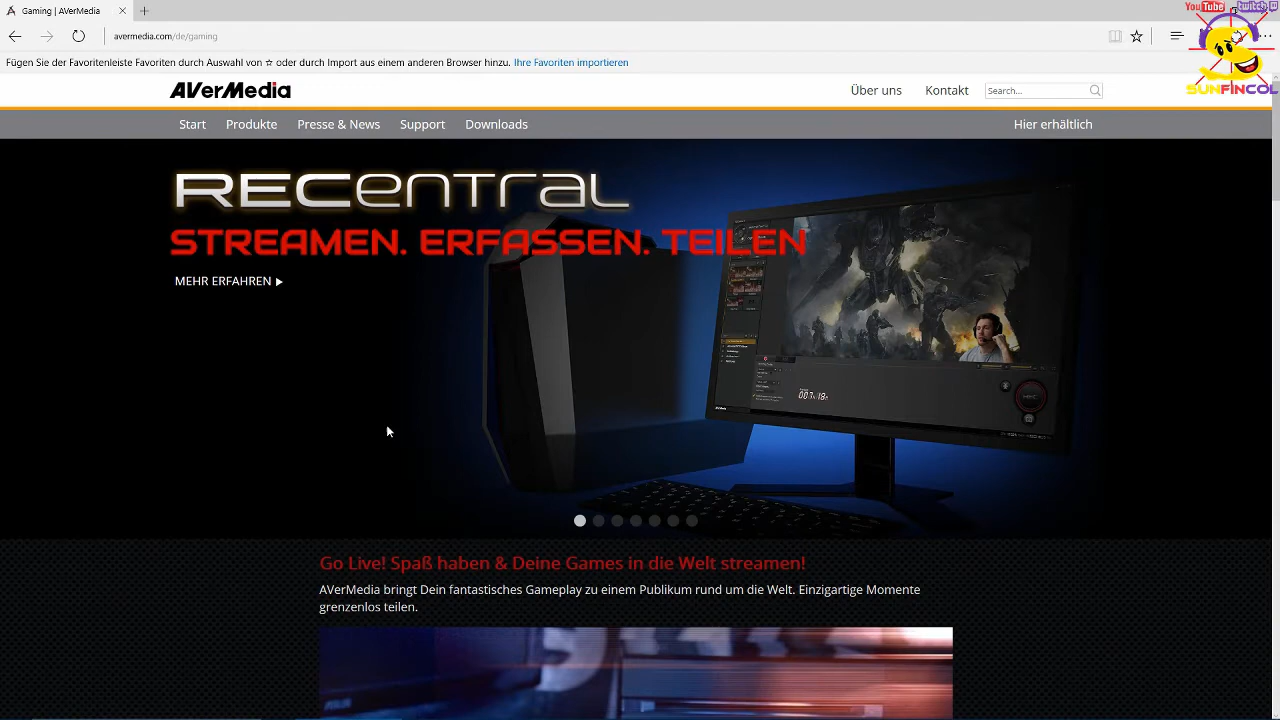 Gaming | AVerMedia
YouTube twitch
avermedia.com/de/gaming
Fügen Sie der Favoritenleiste Favoriten durch Auswahl von ☆ oder durch Import aus einem anderen Browser hinzu. Ihre Favoriten importieren
SUNFINCOL
AVerMedia
Über uns
Kontakt
Search...
Start
Produkte
Presse & News
Support
Downloads
Hier erhältlich
RECentral
STREAMEN. ERFASSEN. TEILEN
MEHR ERFAHREN
REC
Go Live! Spaß haben & Deine Games in die Welt streamen!
AVerMedia bringt Dein fantastisches Gameplay zu einem Publikum rund um die Welt. Einzigartige Momente
grenzenlos teilen.